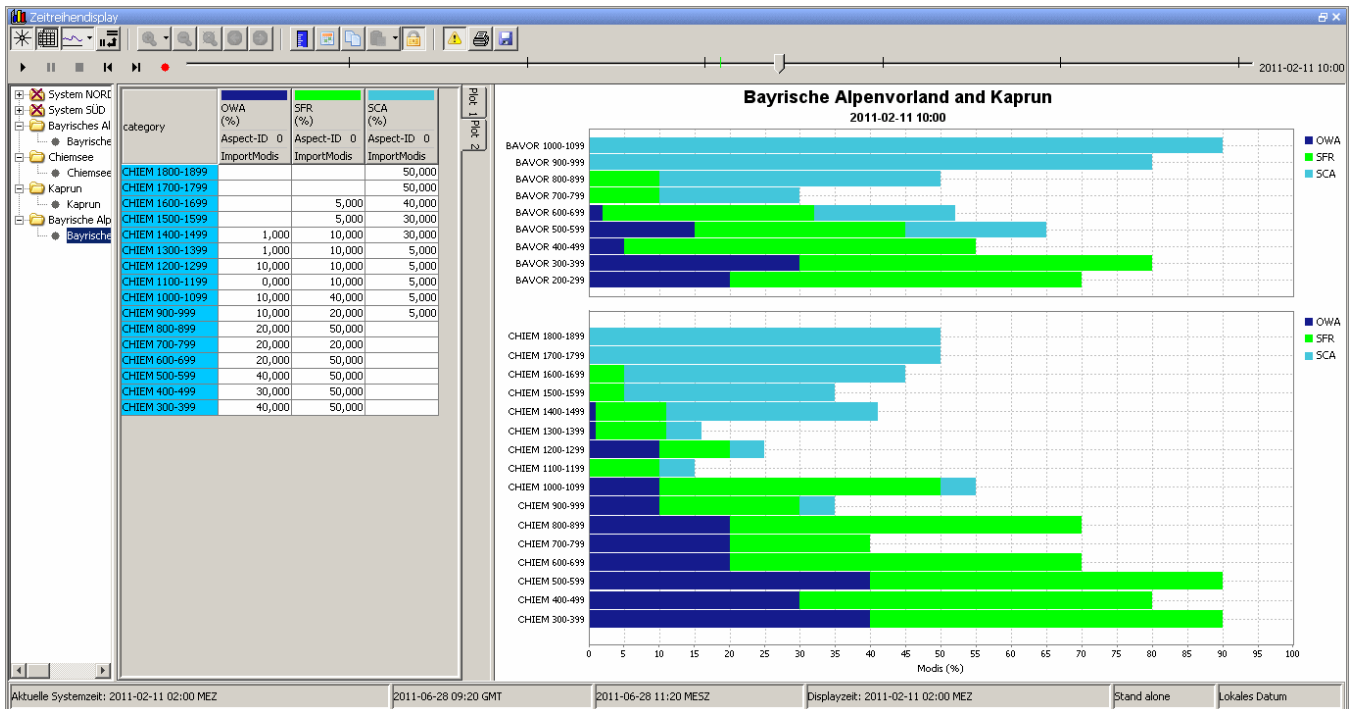 Zeitreihendisplay
2011-02-11 10:00
System NORD
System SÜD
Bayrisches Al
Bayrische
Chiemsee
Chiemsee
Kaprun
Kaprun
Bayrische Alp
Bayrische
category OWA (%) SFR (%) SCA (%)
Aspect-ID 0 Aspect-ID 0 Aspect-ID 0
ImportModis ImportModis ImportModis
CHIEM 1800-1899 50,000
CHIEM 1700-1799 50,000
CHIEM 1600-1699 5,000 40,000
CHIEM 1500-1599 5,000 30,000
CHIEM 1400-1499 1,000 10,000 30,000
CHIEM 1300-1399 1,000 10,000 5,000
CHIEM 1200-1299 10,000 10,000 5,000
CHIEM 1100-1199 0,000 10,000 5,000
CHIEM 1000-1099 10,000 40,000 5,000
CHIEM 900-999 10,000 20,000 5,000
CHIEM 800-899 20,000 50,000
CHIEM 700-799 20,000 20,000
CHIEM 600-699 20,000 50,000
CHIEM 500-599 40,000 50,000
CHIEM 400-499 30,000 50,000
CHIEM 300-399 40,000 50,000
Plot 1
Plot 2
Bayrische Alpenvorland and Kaprun
2011-02-11 10:00
BAVOR 1000-1099
BAVOR 900-999
BAVOR 800-899
BAVOR 700-799
BAVOR 600-699
BAVOR 500-599
BAVOR 400-499
BAVOR 300-399
BAVOR 200-299
OWA
SFR
SCA
CHIEM 1800-1899
CHIEM 1700-1799
CHIEM 1600-1699
CHIEM 1500-1599
CHIEM 1400-1499
CHIEM 1300-1399
CHIEM 1200-1299
CHIEM 1100-1199
CHIEM 1000-1099
CHIEM 900-999
CHIEM 800-899
CHIEM 700-799
CHIEM 600-699
CHIEM 500-599
CHIEM 400-499
CHIEM 300-399
OWA
SFR
SCA
0 5 10 15 20 25 30 35 40 45 50 55 60 65 70 75 80 85 90 95 100
Modis (%)
Aktuelle Systemzeit: 2011-02-11 02:00 MEZ 2011-06-28 09:20 GMT 2011-06-28 11:20 MESZ Displayzeit: 2011-02-11 02:00 MEZ Stand alone Lokales Datum